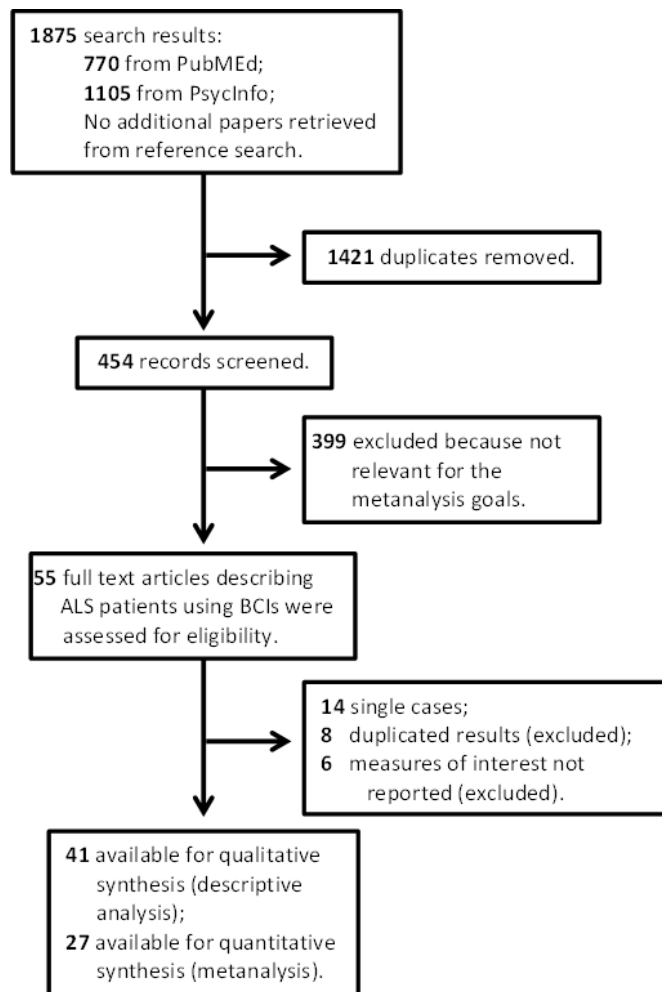 1875 search results:
770 from PubMEd;
1105 from PsycInfo;
No additional papers retrieved
from reference search.
1421 duplicates removed.
454 records screened.
399 excluded because not
relevant for the
metanalysis goals.
55 full text articles describing
ALS patients using BCIs were
assessed for eligibility.
14 single cases;
8 duplicated results (excluded);
6 measures of interest not
reported (excluded).
41 available for qualitative
synthesis (descriptive
analysis);
27 available for quantitative
synthesis (metanalysis).